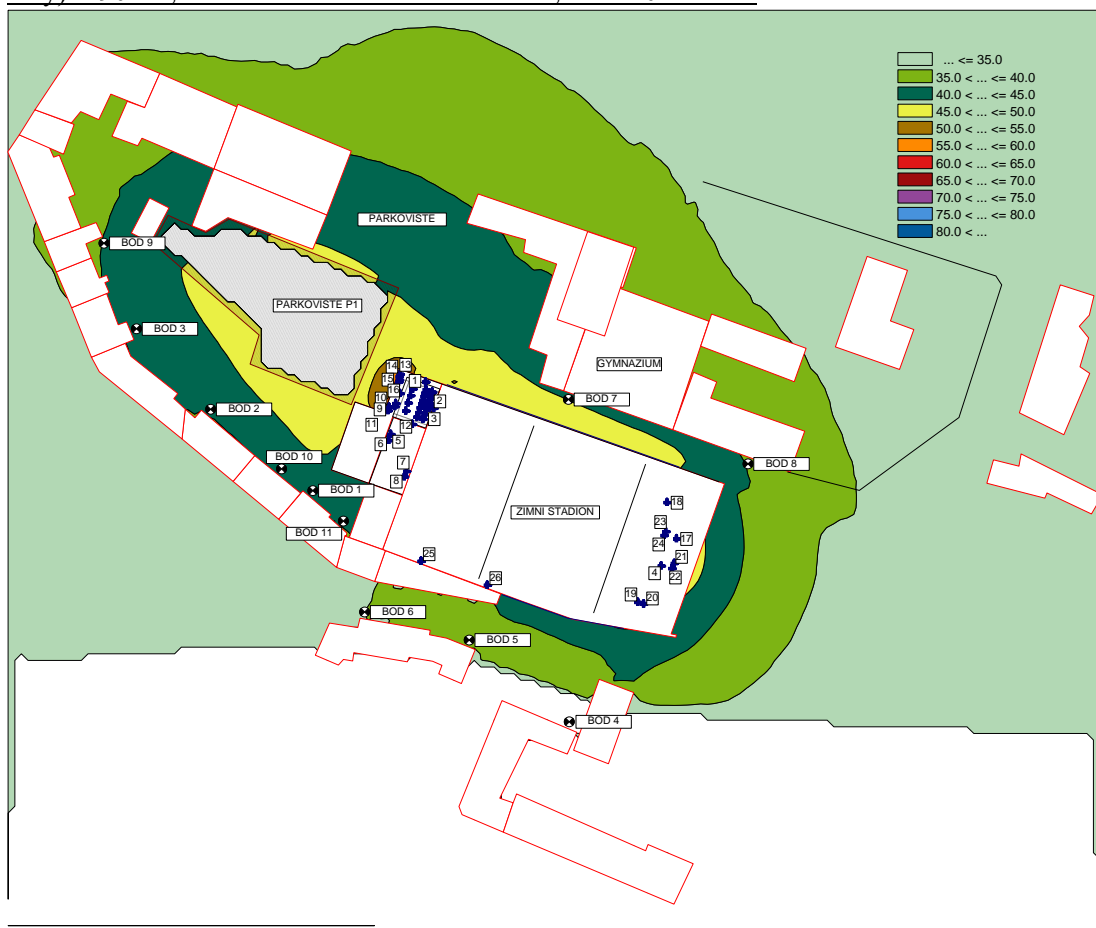 ... <= 35.0
35.0 < ... <= 40.0
40.0 < ... <= 45.0
45.0 < ... <= 50.0
50.0 < ... <= 55.0
55.0 < ... <= 60.0
60.0 < ... <= 65.0
65.0 < ... <= 70.0
70.0 < ... <= 75.0
75.0 < ... <= 80.0
80.0 < ...
PARKOVISTE
BOD 9
PARKOVISTE P1
BOD 3
GYMNAZIUM
14
13
15
1
16
10
2
9
BOD 7
BOD 2
3
11
12
6
5
BOD 10
7
BOD 8
8
BOD 1
18
ZIMNI STADION
23
BOD 11
24
17
25
21
4
22
26
19
20
BOD 6
BOD 5
BOD 4